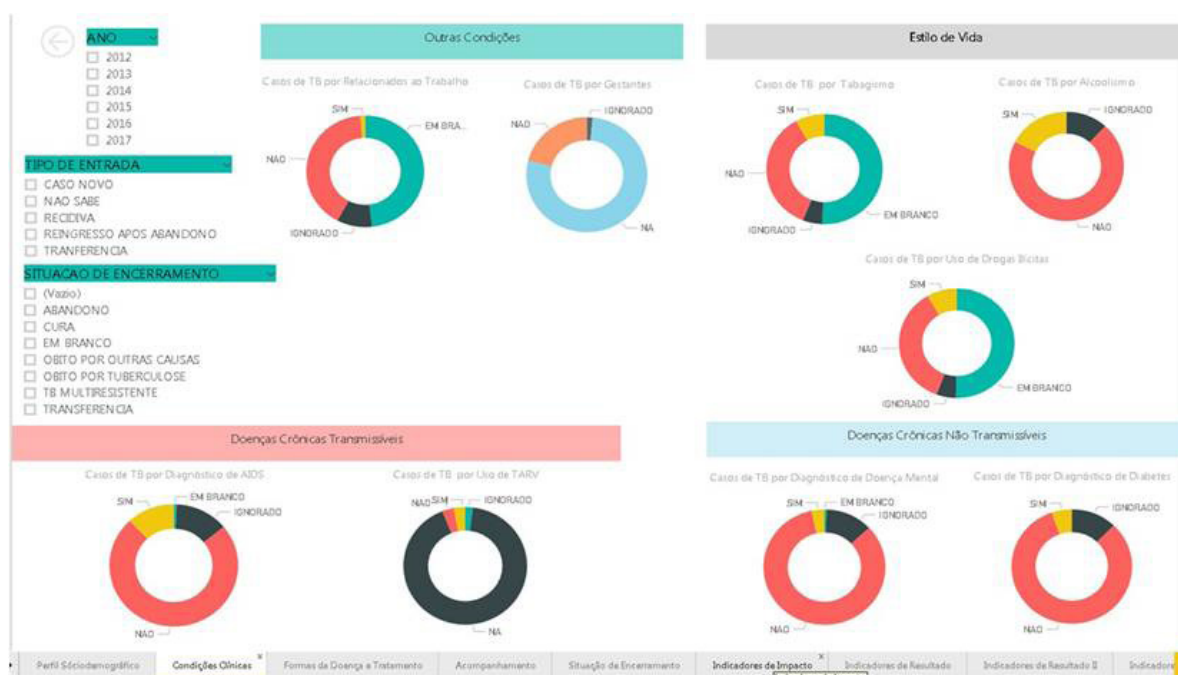 ANO
2012
2013
2014
2015
2016
2017
TIPO DE ENTRADA
CASO NOVO
NAO SABE
RECIDIVA
REINGRESSO APOS ABANDONO
TRANFERENCIA
SITUACAO DE ENCERRAMENTO
(Vazio)
ABANDONO
CURA
EM BRANCO
OBITO POR OUTRAS CAUSAS
OBITO POR TUBERCULOSE
TB MULTIRESISTENTE
TRANSFERENCIA
Outras Condições
Casos de TB por Relacionados ao Trabalho
SIM
EM BRA...
NAO
IGNORADO
Casos de TB por Gestantes
IGNORADO
NAO
NA
Estilo de Vida
Casos de TB por Tabagismo
SIM
NAO
EM BRANCO
IGNORADO
Casos de TB por Alcoolismo
SIM
IGNORADO
NAO
Casos de TB por Uso de Drogas Ilícitas
SIM
NAO
EM BRANCO
IGNORADO
Doenças Crônicas Transmissíveis
Casos de TB por Diagnóstico de AIDS
SIM
EM BRANCO
IGNORADO
NAO
Casos de TB por Uso de TARV
NAO
SIM
IGNORADO
NA
Doenças Crônicas Não Transmissíveis
Casos de TB por Diagnóstico de Doença Mental
SIM
EM BRANCO
IGNORADO
NAO
Casos de TB por Diagnóstico de Diabetes
SIM
IGNORADO
NAO
Perfil Sóciodemográfico
Condições Clínicas
Formas da Doença e Tratamento
Acompanhamento
Situação de Encerramento
Indicadores de Impacto
Indicadores de Resultado
Indicadores de Resultado II
Indicadore